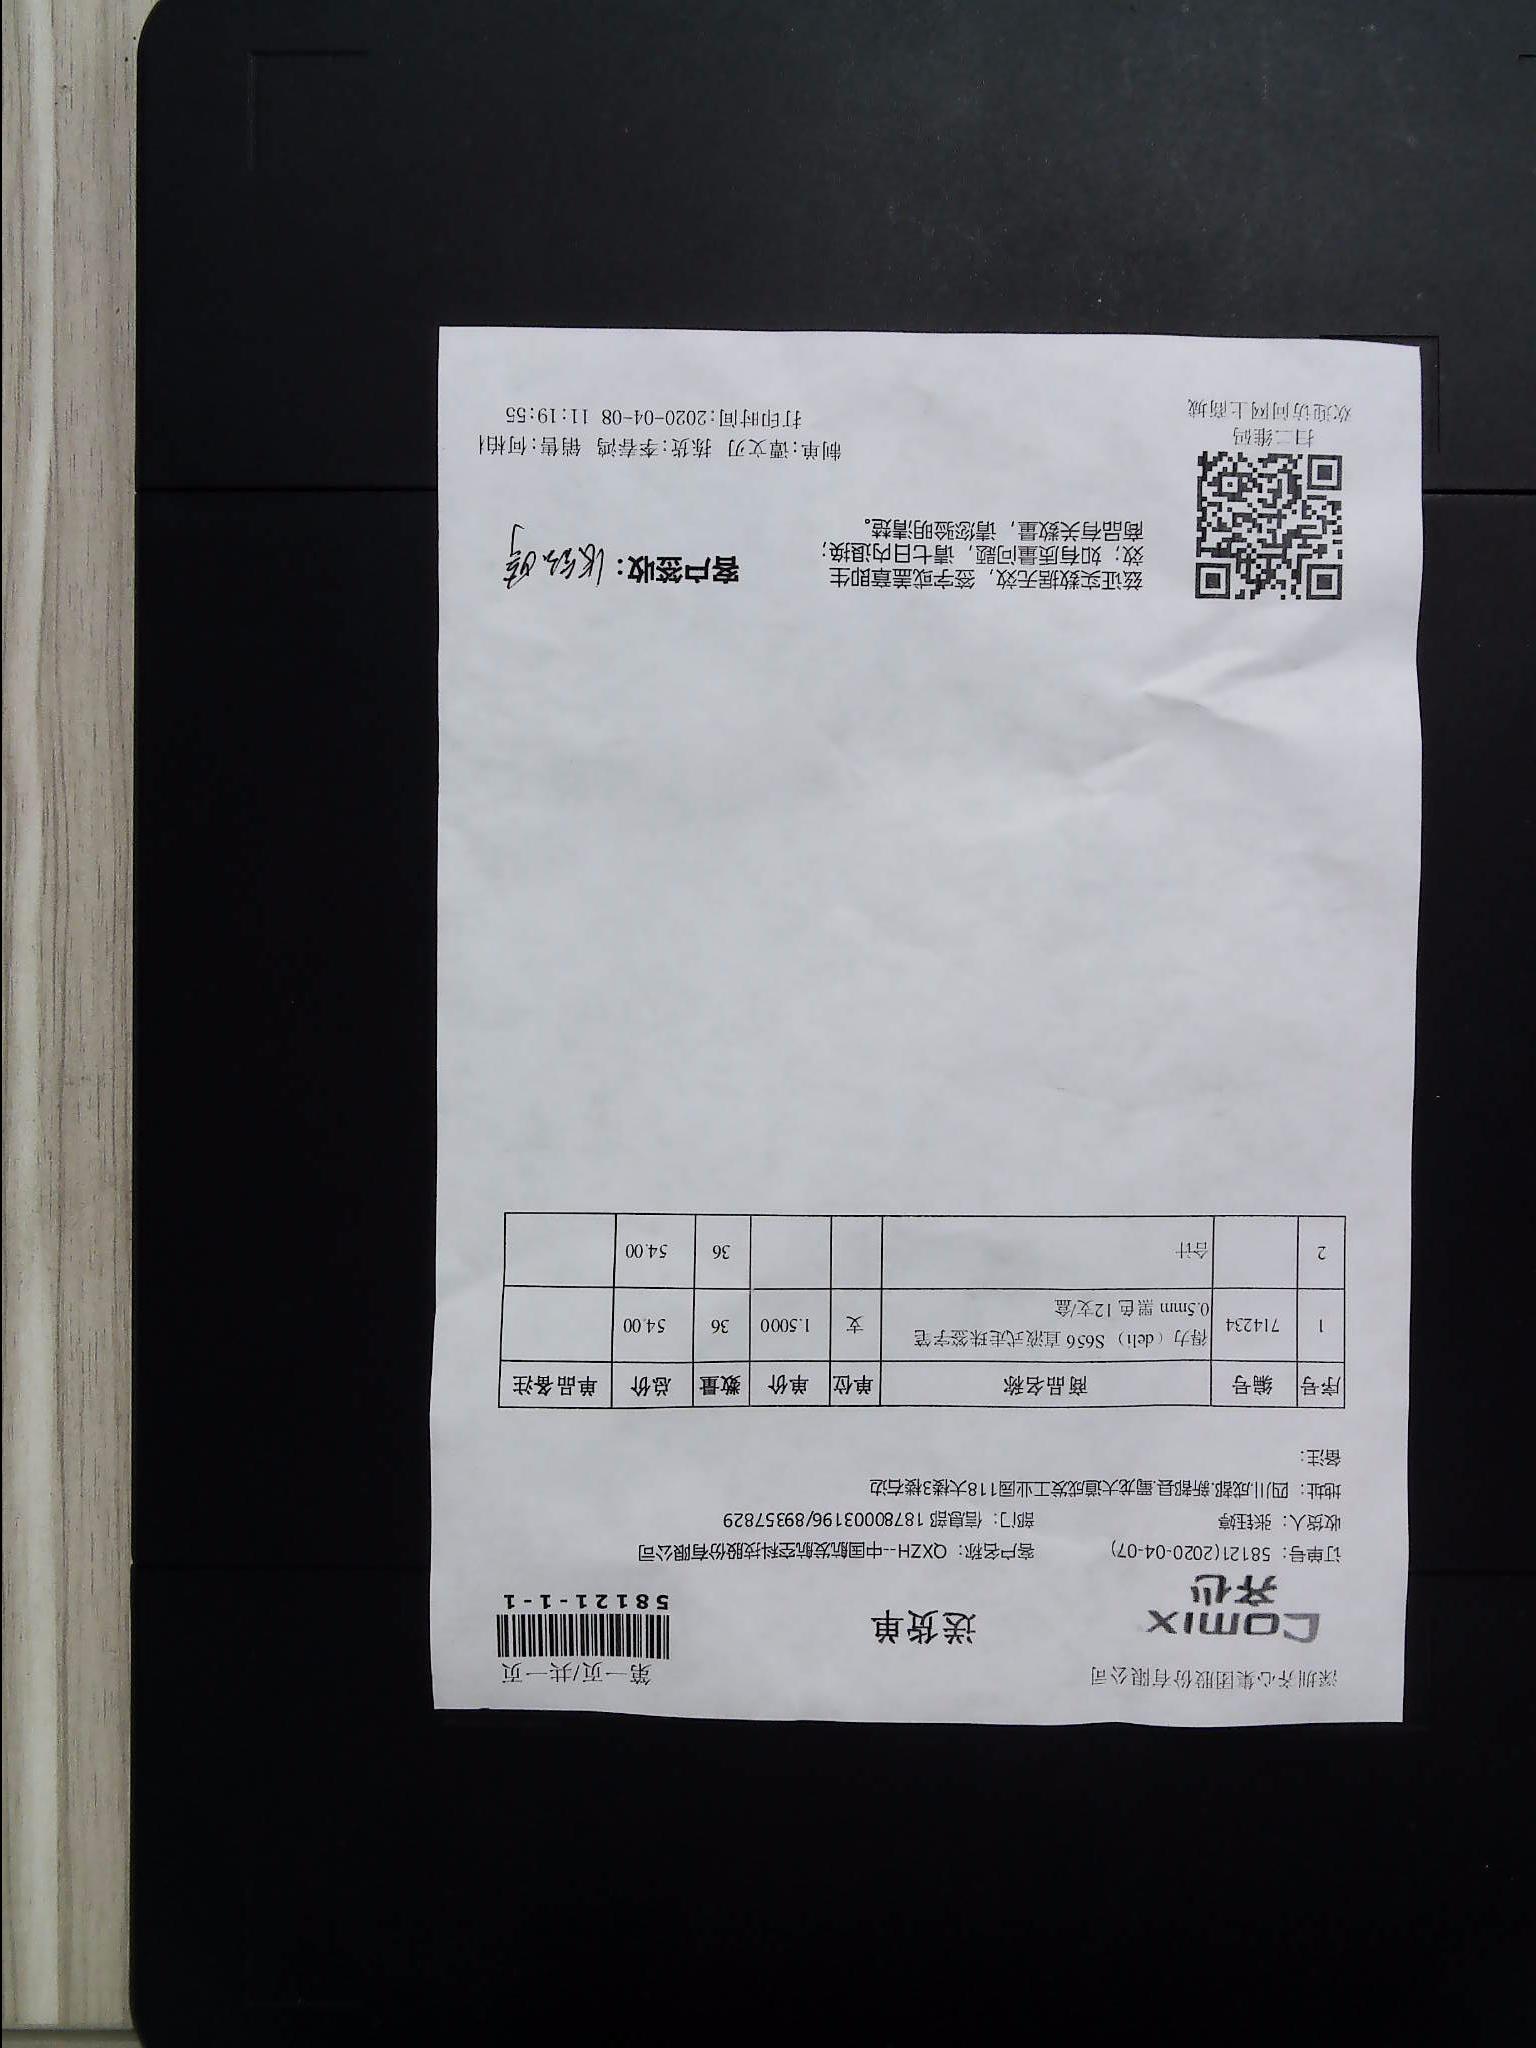 深圳齐心集团股份有限公司
第一页/共一页
comix
齐心
送货单
58121-1-1
订单号：58121(2020-04-07) 客户名称：QXZH--中国航发航空科技股份有限公司
收货人：张钰婷 部门：信息部 18780003196/89357829
地址：四川.成都.新都县.蜀龙大道成发工业园118大楼3楼右边
备注：
序号 编号 商品名称 单位 单价 数量 总价 单品备注
1 714234 得力（deli） S656 直液式走珠签字笔 支 1.5000 36 54.00
0.5mm 黑色 12支/盒
2 合计 36 54.00
兹证实数据无效，签字或盖章即生
效；如有质量问题，请七日内退换；
商品有关数量，请您验明清楚。
客户签收：张钰婷
扫二维码
欢迎访问网上商城
制单:谭文刃 拣货:李春鸿 销售:何柏
打印时间:2020-04-08 11:19:55